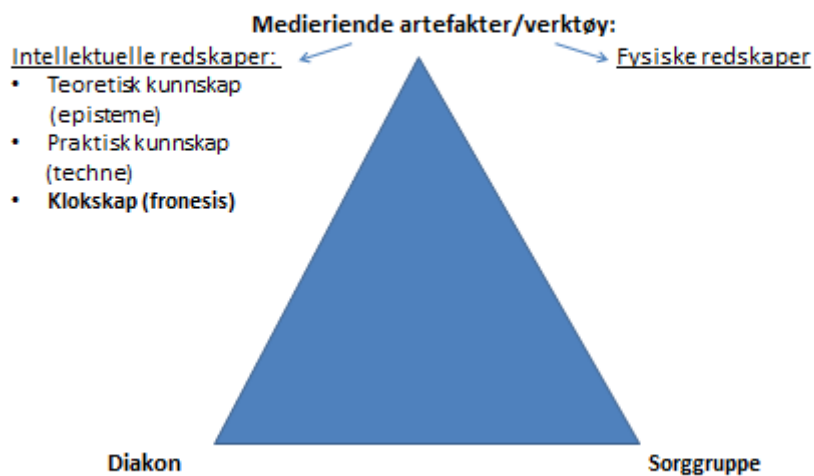 Medieriende artefakter/verktøy:
Intellektuelle redskaper:
• Teoretisk kunnskap
(episteme)
• Praktisk kunnskap
(techne)
• Klokskap (fronesis)
Fysiske redskaper
Diakon
Sorggruppe